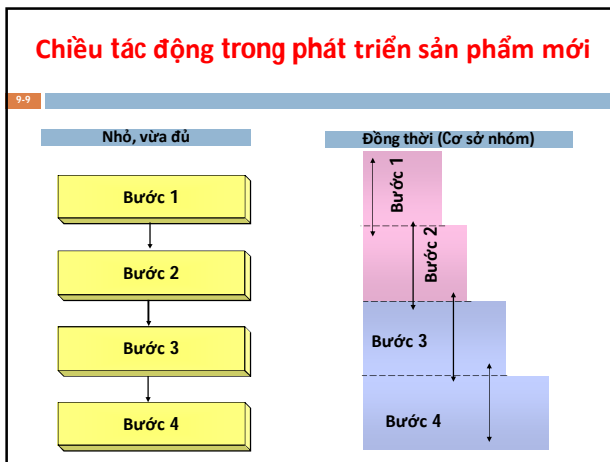 Chiều tác động trong phát triển sản phẩm mới
9-9
Nhỏ, vừa đủ
Bước 1
Bước 2
Bước 3
Bước 4
Đồng thời (Cơ sở nhóm)
Bước 1
Bước 2
Bước 3
Bước 4